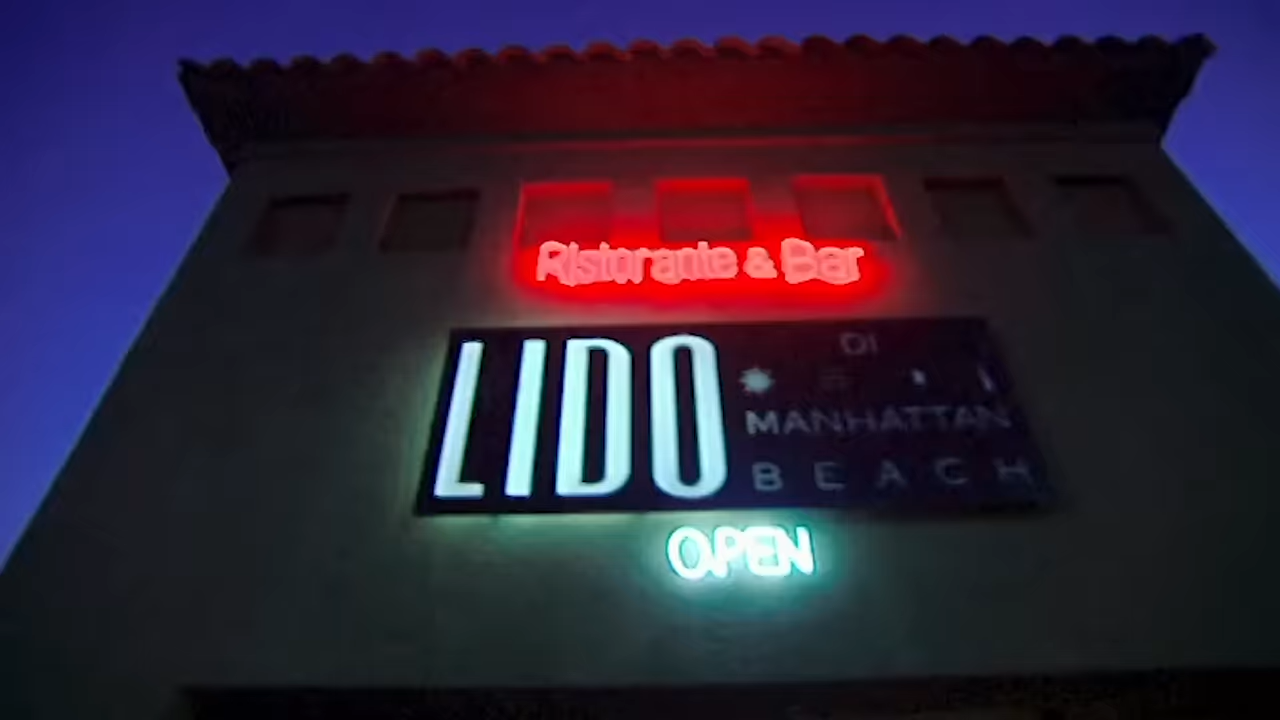 Ristorante & Bar
LIDO
DI
MANHATTAN
BEACH
OPEN